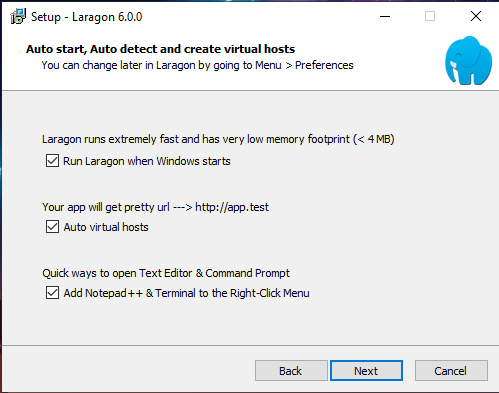 Setup - Laragon 6.0.0
Auto start, Auto detect and create virtual hosts
You can change later in Laragon by going to Menu > Preferences
Laragon runs extremely fast and has very low memory footprint (< 4 MB)
Run Laragon when Windows starts
Your app will get pretty url ---> http://app.test
Auto virtual hosts
Quick ways to open Text Editor & Command Prompt
Add Notepad++ & Terminal to the Right-Click Menu
Back Next Cancel